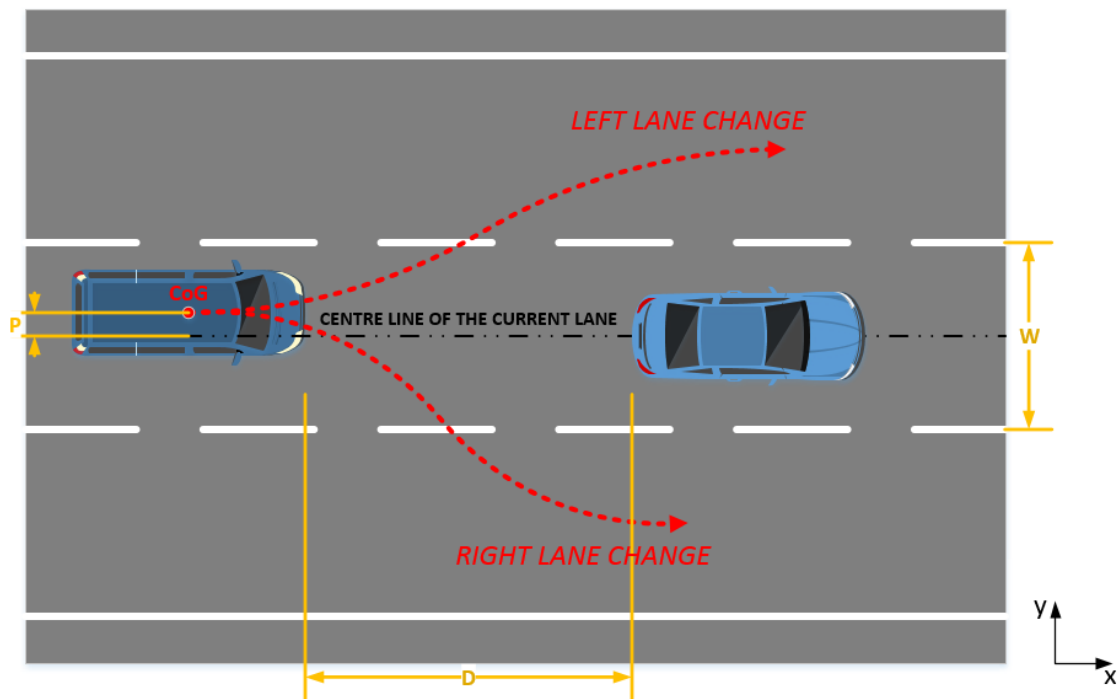 LEFT LANE CHANGE
CoG
P
CENTRE LINE OF THE CURRENT LANE
W
RIGHT LANE CHANGE
y
D
x